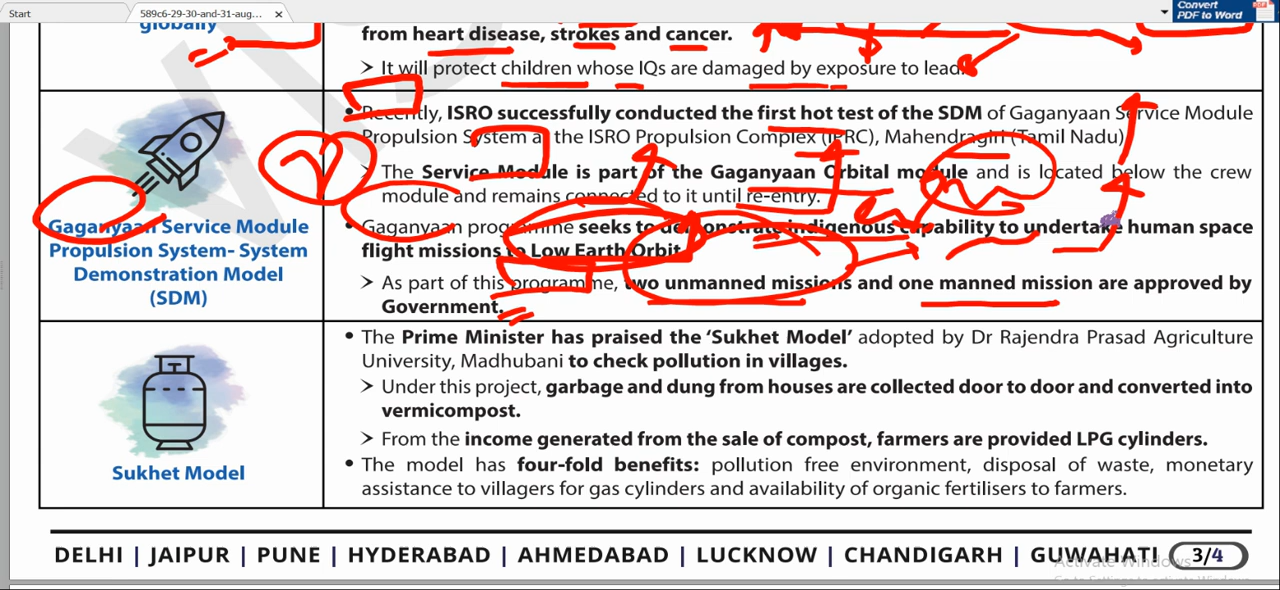 Start
589c6-29-30-and-31-aug-...
Convert
PDF to Word
globally
from heart disease, strokes and cancer.
➢ It will protect children whose IQs are damaged by exposure to lead.
Gaganyaan Service Module
Propulsion System- System
Demonstration Model
(SDM)
• Recently, ISRO successfully conducted the first hot test of the SDM of Gaganyaan Service Module
Propulsion System at the ISRO Propulsion Complex (IPRC), Mahendragiri (Tamil Nadu)
➢ The Service Module is part of the Gaganyaan Orbital module and is located below the crew
module and remains connected to it until re-entry.
• Gaganyaan programme seeks to demonstrate indigenous capability to undertake human space
flight missions to Low Earth Orbit.
➢ As part of this programme, two unmanned missions and one manned mission are approved by
Government.
Sukhet Model
• The Prime Minister has praised the ‘Sukhet Model’ adopted by Dr Rajendra Prasad Agriculture
University, Madhubani to check pollution in villages.
➢ Under this project, garbage and dung from houses are collected door to door and converted into
vermicompost.
➢ From the income generated from the sale of compost, farmers are provided LPG cylinders.
• The model has four-fold benefits: pollution free environment, disposal of waste, monetary
assistance to villagers for gas cylinders and availability of organic fertilisers to farmers.
DELHI | JAIPUR | PUNE | HYDERABAD | AHMEDABAD | LUCKNOW | CHANDIGARH | GUWAHATI 3/4
Activate Windows